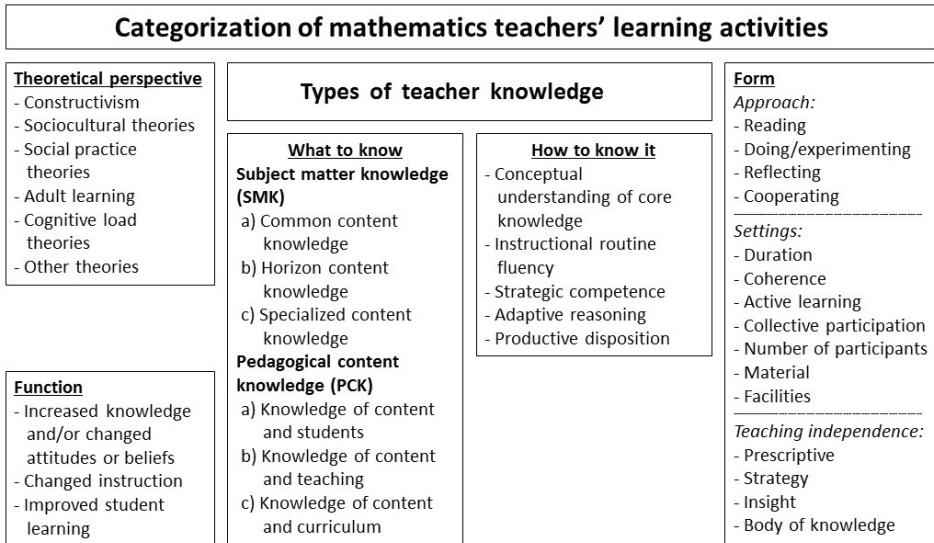 Categorization of mathematics teachers' learning activities
Theoretical perspective
- Constructivism
- Sociocultural theories
- Social practice
theories
- Adult learning
- Cognitive load
theories
- Other theories
Function
- Increased knowledge
and/or changed
attitudes or beliefs
- Changed instruction
- Improved student
learning
Types of teacher knowledge
What to know
Subject matter knowledge
(SMK)
a) Common content
knowledge
b) Horizon content
knowledge
c) Specialized content
knowledge
Pedagogical content
knowledge (PCK)
a) Knowledge of content
and students
b) Knowledge of content
and teaching
c) Knowledge of content
and curriculum
How to know it
- Conceptual
understanding of core
knowledge
- Instructional routine
fluency
- Strategic competence
- Adaptive reasoning
- Productive disposition
Form
Approach:
- Reading
- Doing/experimenting
- Reflecting
- Cooperating
Settings:
- Duration
- Coherence
- Active learning
- Collective participation
- Number of participants
- Material
- Facilities
Teaching independence:
- Prescriptive
- Strategy
- Insight
- Body of knowledge